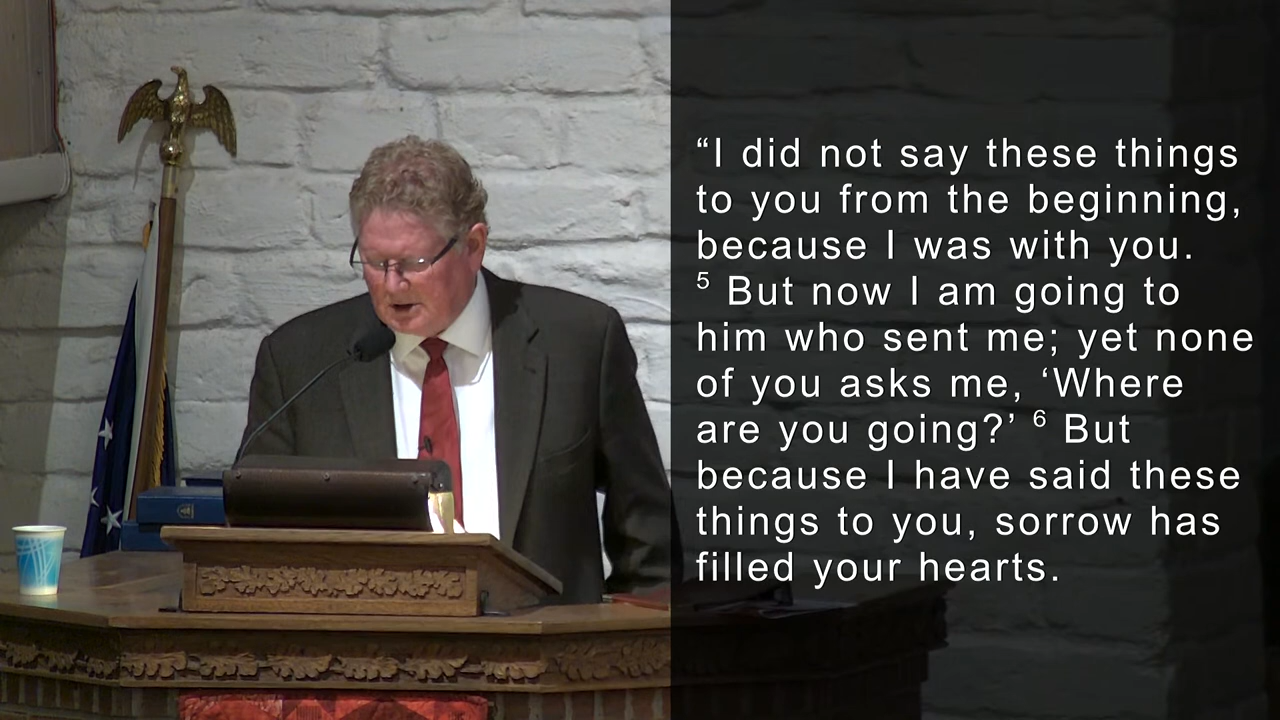 “I did not say these things
to you from the beginning,
because I was with you.
⁵ But now I am going to
him who sent me; yet none
of you asks me, ‘Where
are you going?’ ⁶ But
because I have said these
things to you, sorrow has
filled your hearts.